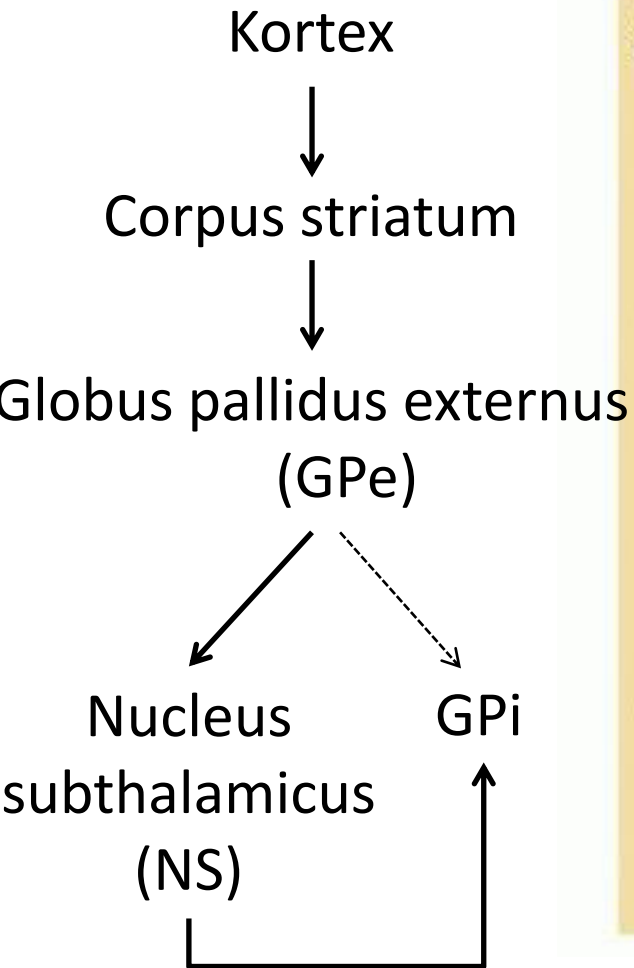 Kortex
Corpus striatum
Globus pallidus externus
(GPe)
Nucleus
subthalamicus
(NS)
GPi